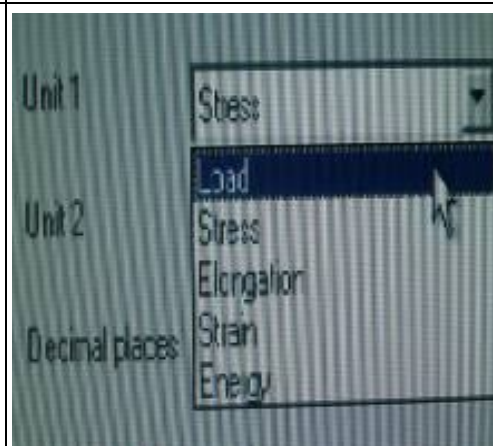 Unit 1
Stress
Load
Unit 2
Stress
Elongation
Decimal places
Strain
Energy